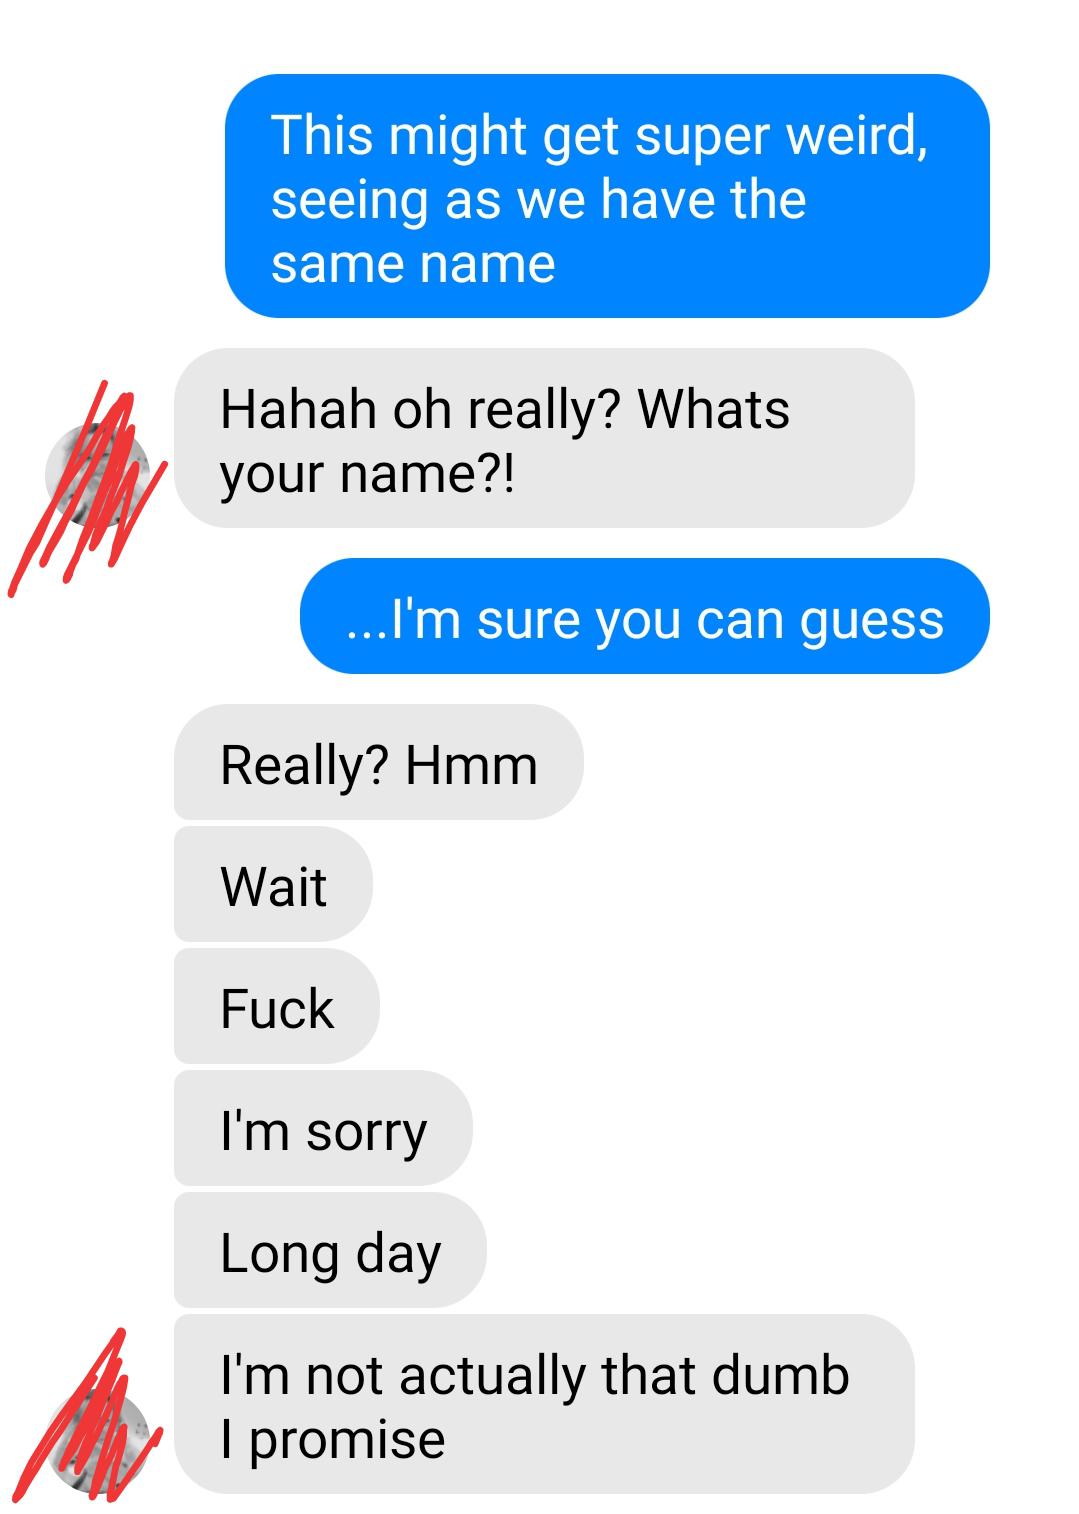 This might get super weird,
seeing as we have the
same name
Hahah oh really? Whats
your name?!
...I'm sure you can guess
Really? Hmm
Wait
Fuck
I'm sorry
Long day
I'm not actually that dumb
I promise